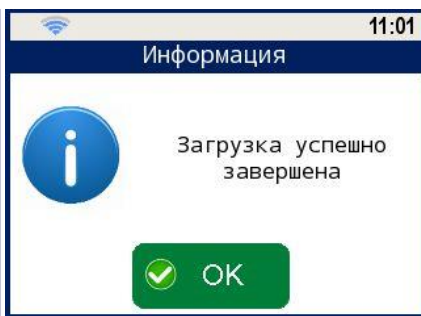 11:01
Информация
Загрузка успешно
завершена
OK